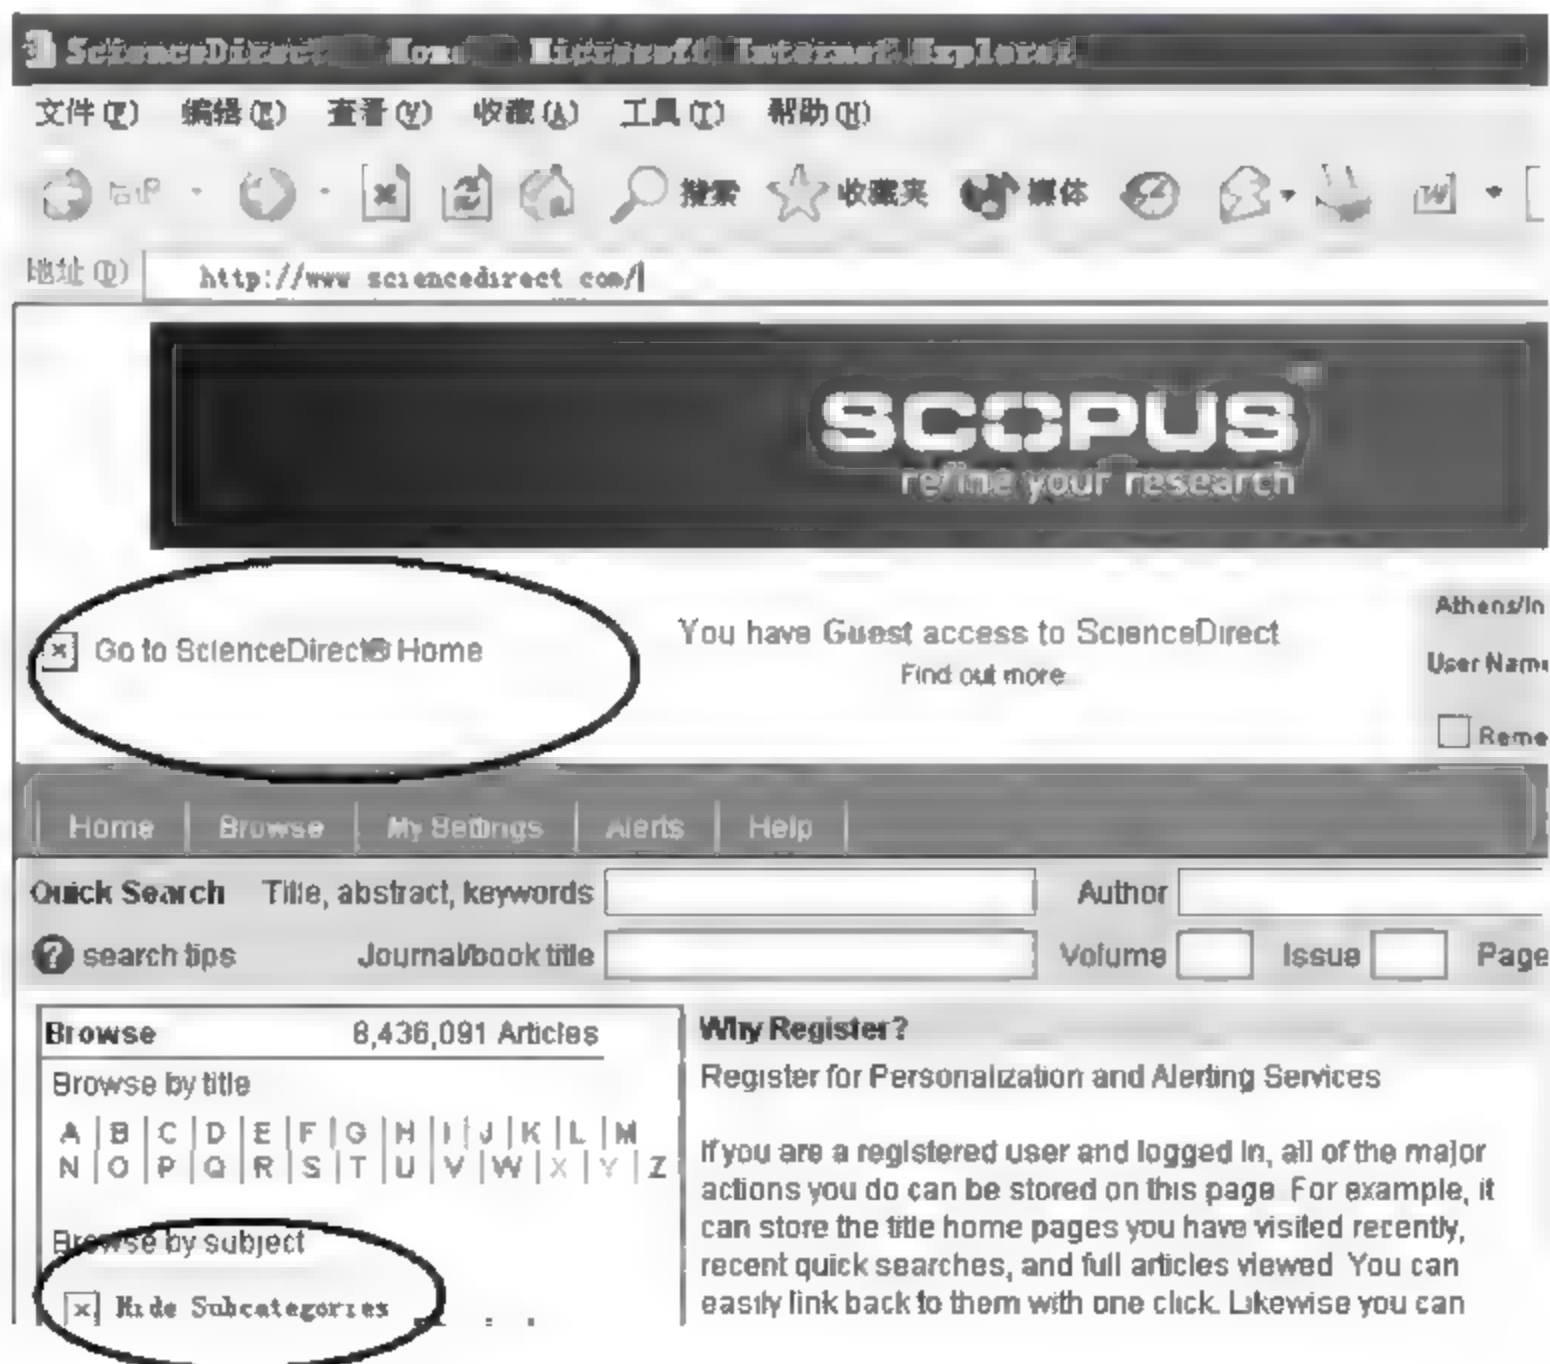 ScienceDirect - Home - Microsoft Internet Explorer
文件(F) 编辑(E) 查看(V) 收藏(A) 工具(T) 帮助(H)
搜索 收藏夹 媒体
地址(D) http://www sciencedirect com/
SCOPUS
refine your research
Athens/In
Go to ScienceDirect® Home
You have Guest access to ScienceDirect
User Name
Find out more
Reme
Home Browse My Settings Alerts Help
Quick Search Title, abstract, keywords Author
? search tips Journal/book title Volume Issue Page
Browse 8,436,091 Articles
Browse by title
A | B | C | D | E | F | G | H | I | J | K | L | M
N | O | P | Q | R | S | T | U | V | W | X | Y | Z
Browse by subject
Hide Subcategories
Why Register?
Register for Personalization and Alerting Services
If you are a registered user and logged in, all of the major
actions you do can be stored on this page For example, it
can store the title home pages you have visited recently,
recent quick searches, and full articles viewed You can
easily link back to them with one click. Likewise you can